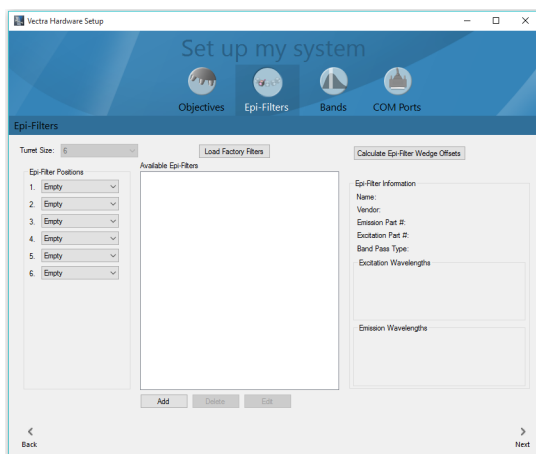 Vectra Hardware Setup
Set up my system
Objectives Epi-Filters Bands COM Ports
Epi-Filters
Turret Size: 6 Load Factory Filters Calculate Epi-Filter Wedge Offsets
Available Epi-Filters
Epi-Filter Positions
1. Empty
2. Empty
3. Empty
4. Empty
5. Empty
6. Empty
Epi-Filter Information
Name:
Vendor:
Emission Part #:
Excitation Part #:
Band Pass Type:
Excitation Wavelengths
Emission Wavelengths
Add Delete Edit
Back Next